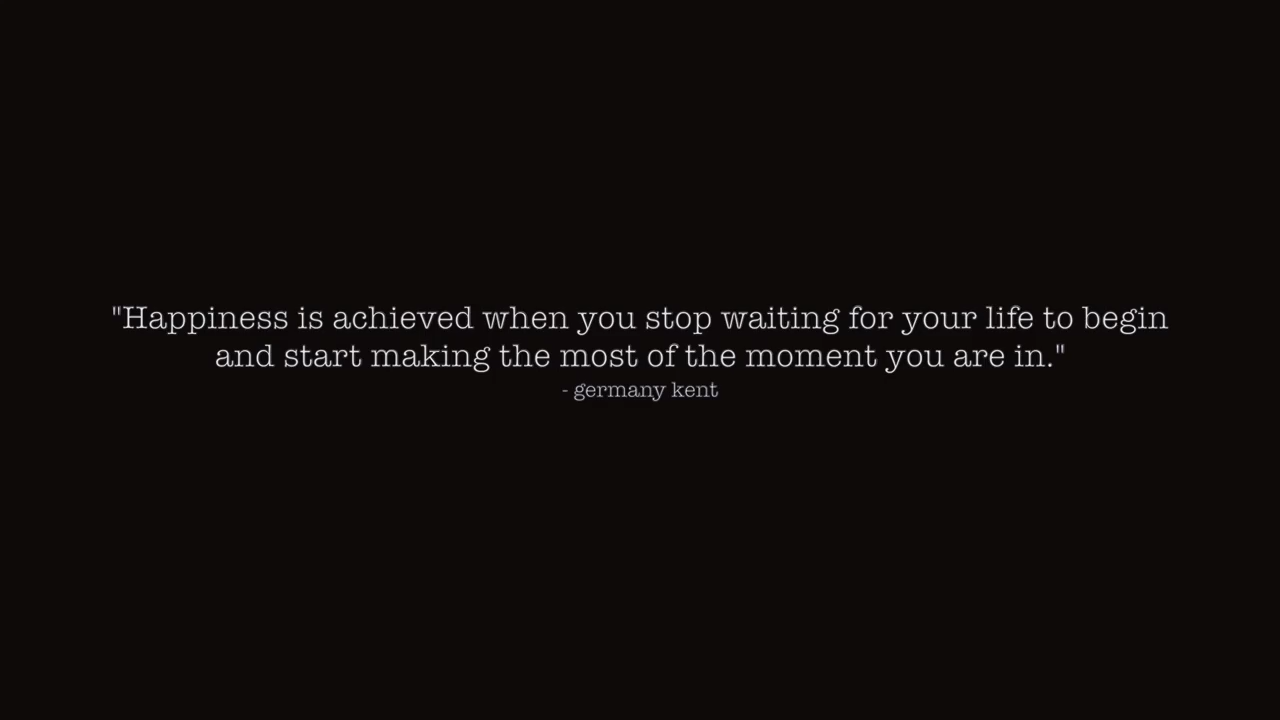 "Happiness is achieved when you stop waiting for your life to begin
and start making the most of the moment you are in."
- germany kent